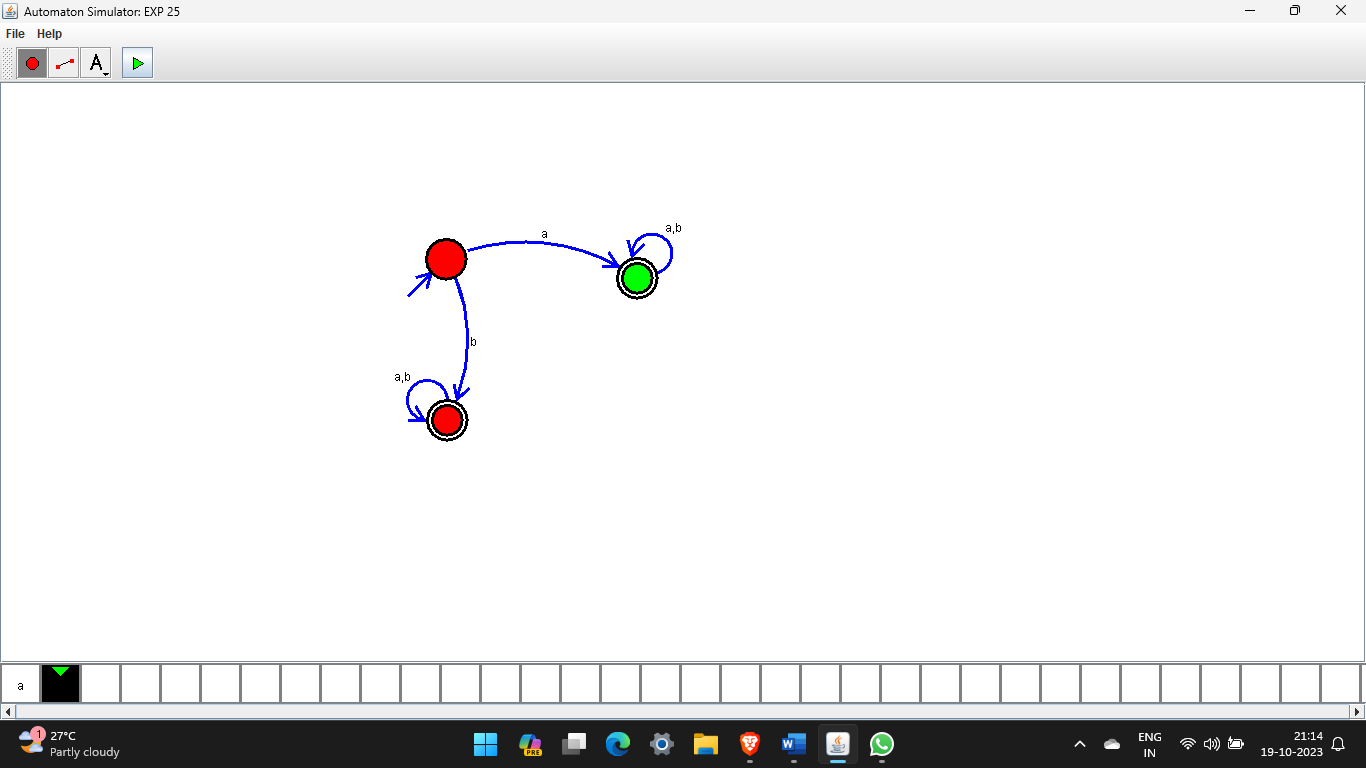 Automaton Simulator: EXP 25
File Help
A
a
a,b
b
a,b
a
1
27°C
Partly cloudy
PRE
W
ENG
IN
21:14
19-10-2023